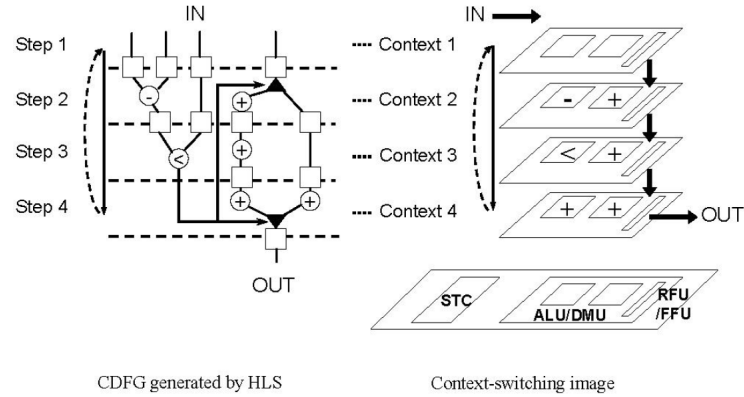 IN
Step 1
Step 2
-
+
Step 3
+
<
Step 4
+ +
OUT
IN
Context 1
Context 2
- +
Context 3
< +
Context 4
+ +
OUT
STC
ALU/DMU
RFU
/FFU
CDFG generated by HLS
Context-switching image